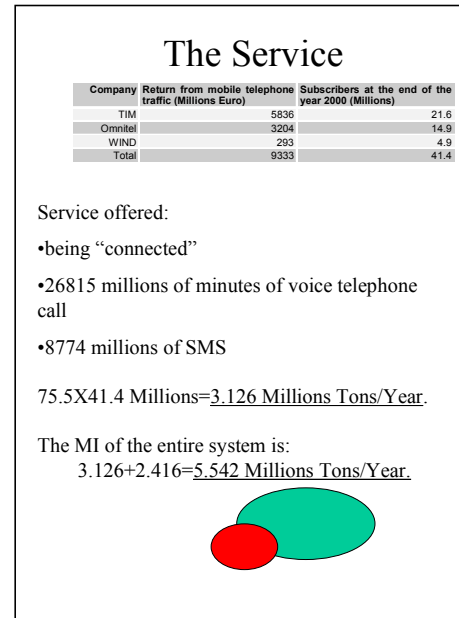 The Service
Company Return from mobile telephone traffic (Millions Euro) Subscribers at the end of the year 2000 (Millions)
TIM 5836 21.6
Omnitel 3204 14.9
WIND 293 4.9
Total 9333 41.4
Service offered:
•being “connected”
•26815 millions of minutes of voice telephone
call
•8774 millions of SMS
75.5X41.4 Millions=3.126 Millions Tons/Year.
The MI of the entire system is:
3.126+2.416=5.542 Millions Tons/Year.